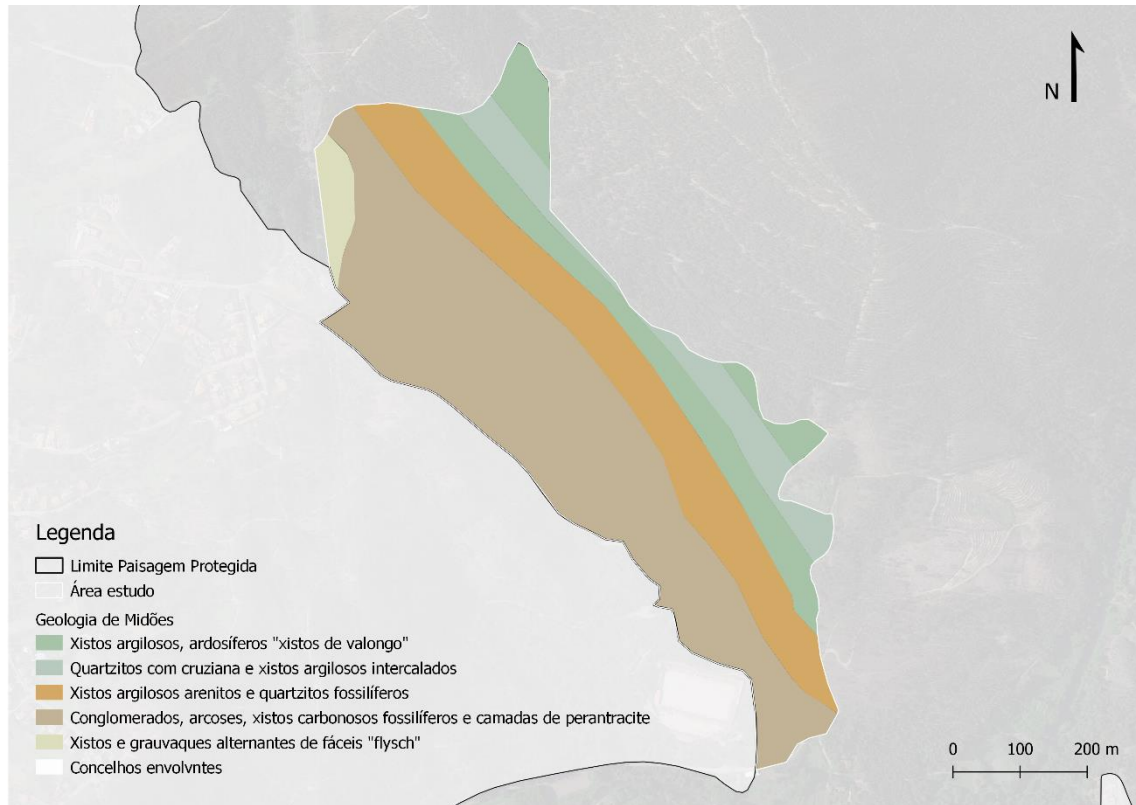 N
Legenda
Limite Paisagem Protegida
Área estudo
Geologia de Midões
Xistos argilosos, ardosíferos "xistos de valongo"
Quartzitos com cruziana e xistos argilosos intercalados
Xistos argilosos arenitos e quartzitos fossilíferos
Conglomerados, arcoses, xistos carbonosos fossilíferos e camadas de perantracite
Xistos e grauvaques alternantes de fáceis "flysch"
Concelhos envolvntes
0 100 200 m